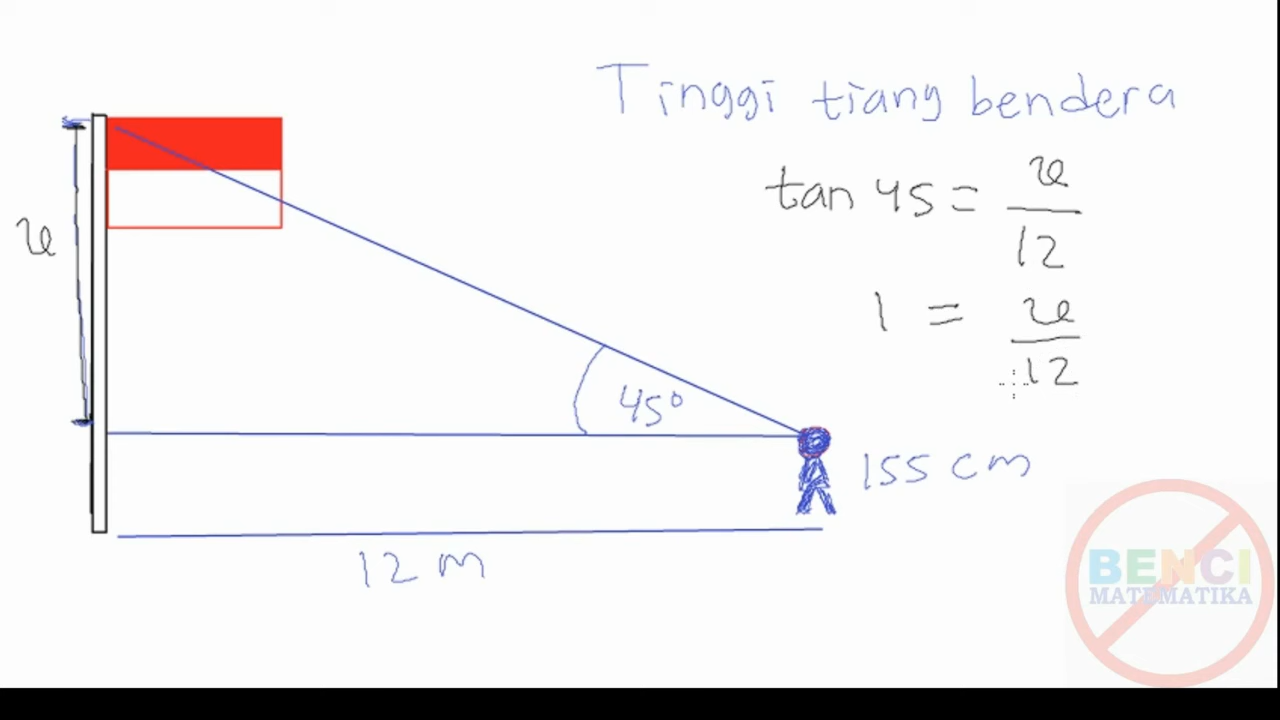 Tinggi tiang bendera
tan 45 = x / 12
1 = x / 12
x
45°
155 cm
12 m
BENCI
MATEMATIKA